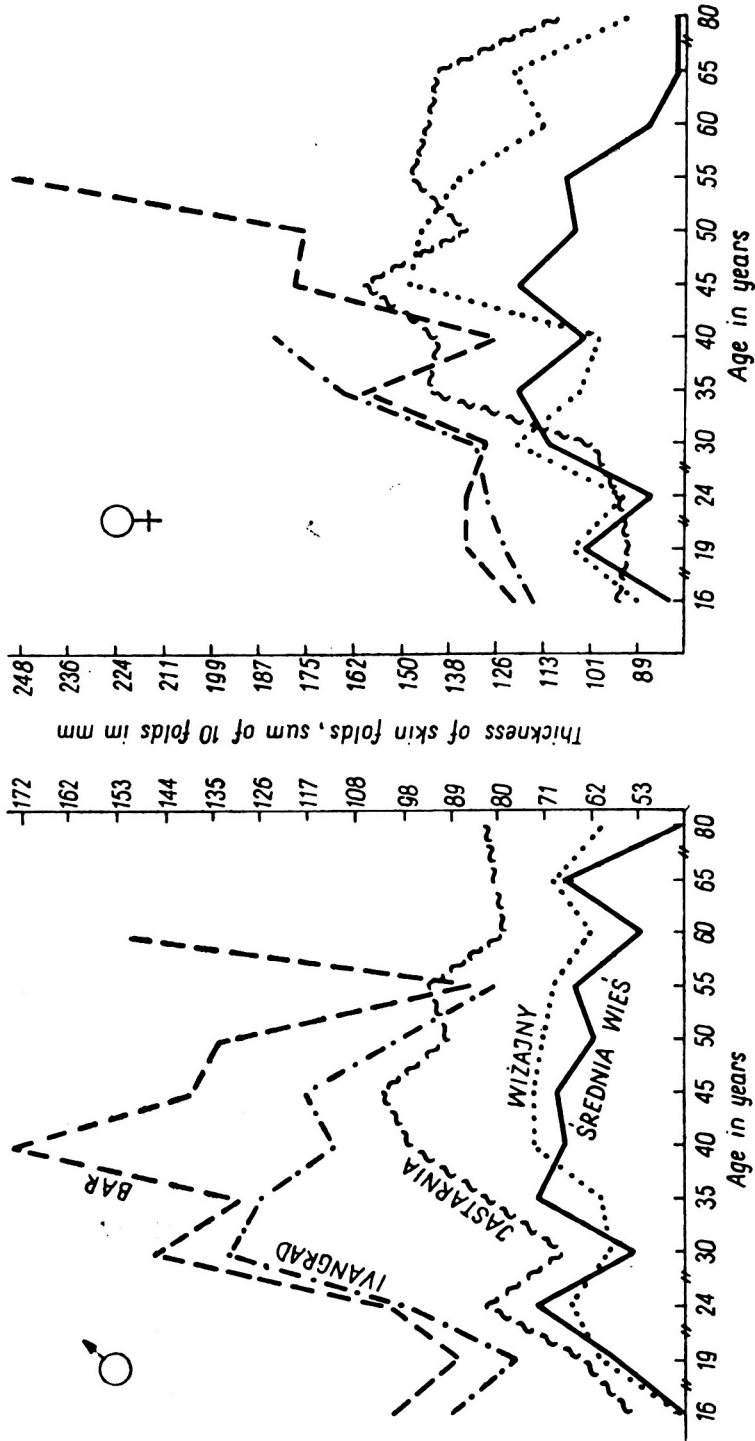 172
162
153
144
135
126
117
108
98
89
80
71
62
53
BAR
IVANGRAD
JASTARNIA
WIŻAJNY
ŚREDNIA WIEŚ
16 19 24 30 35 40 45 50 55 60 65 80
Age in years
Thickness of skin folds, sum of 10 folds in mm
248
236
224
211
199
187
175
162
150
138
126
113
101
89
16 19 24 30 35 40 45 50 55 60 65 80
Age in years